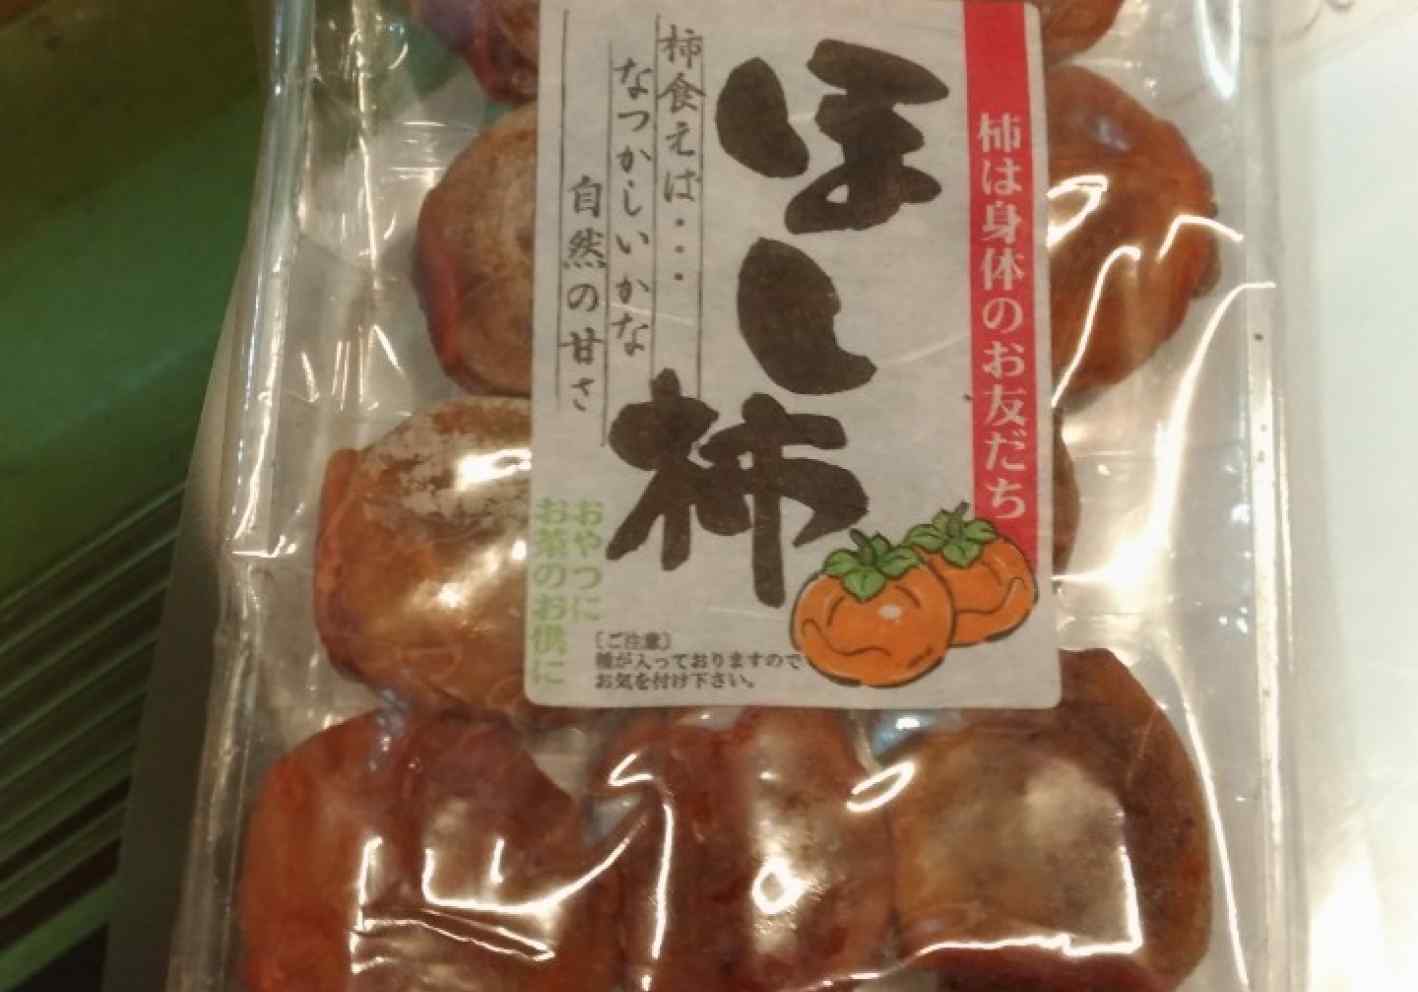 柿は身体のお友だち
ほし柿
柿食えば・・・
なつかしいかな
自然の甘さ
おやつに
お茶のお供に
〔ご注意〕
種が入っておりますので
お気を付け下さい。